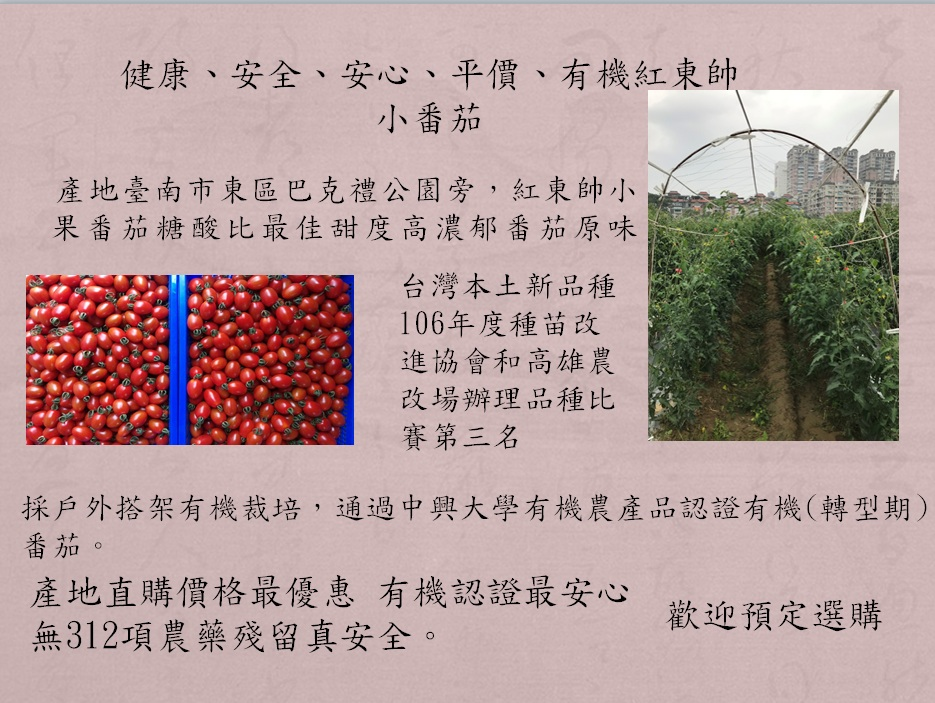 健康、安全、安心、平價、有機紅東帥
小番茄
產地臺南市東區巴克禮公園旁，紅東帥小
果番茄糖酸比最佳甜度高濃郁番茄原味
台灣本土新品種
106年度種苗改
進協會和高雄農
改場辦理品種比
賽第三名
採戶外搭架有機裁培，通過中興大學有機農產品認證有機(轉型期)
番茄。
產地直購價格最優惠 有機認證最安心
無312項農藥殘留真安全。
歡迎預定選購